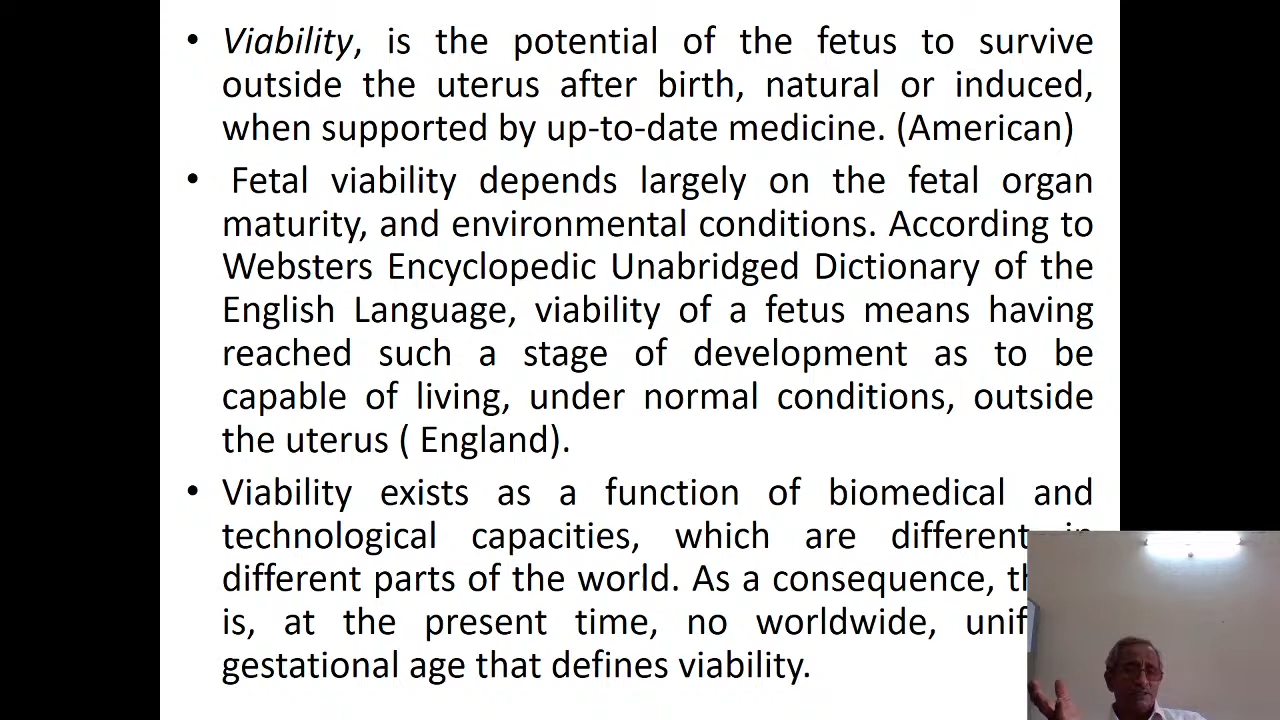 • Viability, is the potential of the fetus to survive
outside the uterus after birth, natural or induced,
when supported by up-to-date medicine. (American)
• Fetal viability depends largely on the fetal organ
maturity, and environmental conditions. According to
Websters Encyclopedic Unabridged Dictionary of the
English Language, viability of a fetus means having
reached such a stage of development as to be
capable of living, under normal conditions, outside
the uterus ( England).
• Viability exists as a function of biomedical and
technological capacities, which are different
different parts of the world. As a consequence,
is, at the present time, no worldwide,
gestational age that defines viability.